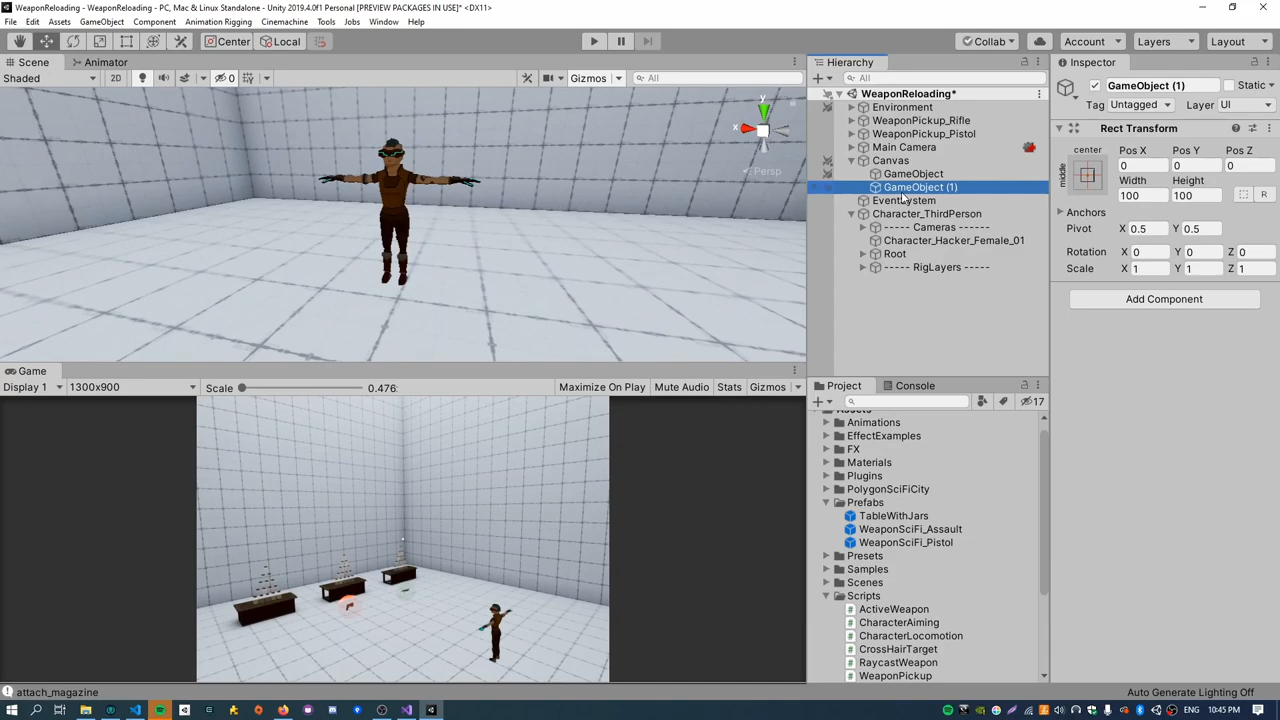 WeaponReloading - WeaponReloading - PC, Mac & Linux Standalone - Unity 2019.4.0f1 Personal [PREVIEW PACKAGES IN USE]* <DX11>
File Edit Assets GameObject Component Animation Rigging Cinemachine Tools Jobs Window Help
Center Local Collab Account Layers Layout
Scene Animator
Shaded 2D 0 Gizmos All
y
x
Persp
Game
Display 1 1300x900 Scale 0.476: Maximize On Play Mute Audio Stats Gizmos
Hierarchy
All
WeaponReloading*
Environment
WeaponPickup_Rifle
WeaponPickup_Pistol
Main Camera
Canvas
GameObject
GameObject (1)
EventSystem
Character_ThirdPerson
----- Cameras ------
Character_Hacker_Female_01
Root
----- RigLayers -----
Project Console
17
Assets
Animations
EffectExamples
FX
Materials
Plugins
PolygonSciFiCity
Prefabs
TableWithJars
WeaponSciFi_Assault
WeaponSciFi_Pistol
Presets
Samples
Scenes
Scripts
ActiveWeapon
CharacterAiming
CharacterLocomotion
CrossHairTarget
RaycastWeapon
WeaponPickup
Inspector
GameObject (1) Static
Tag Untagged Layer UI
Rect Transform
center Pos X Pos Y Pos Z
middle 0 0 0
Width Height
100 100 R
Anchors
Pivot X 0.5 Y 0.5
Rotation X 0 Y 0 Z 0
Scale X 1 Y 1 Z 1
Add Component
attach_magazine Auto Generate Lighting Off
10:45 PM